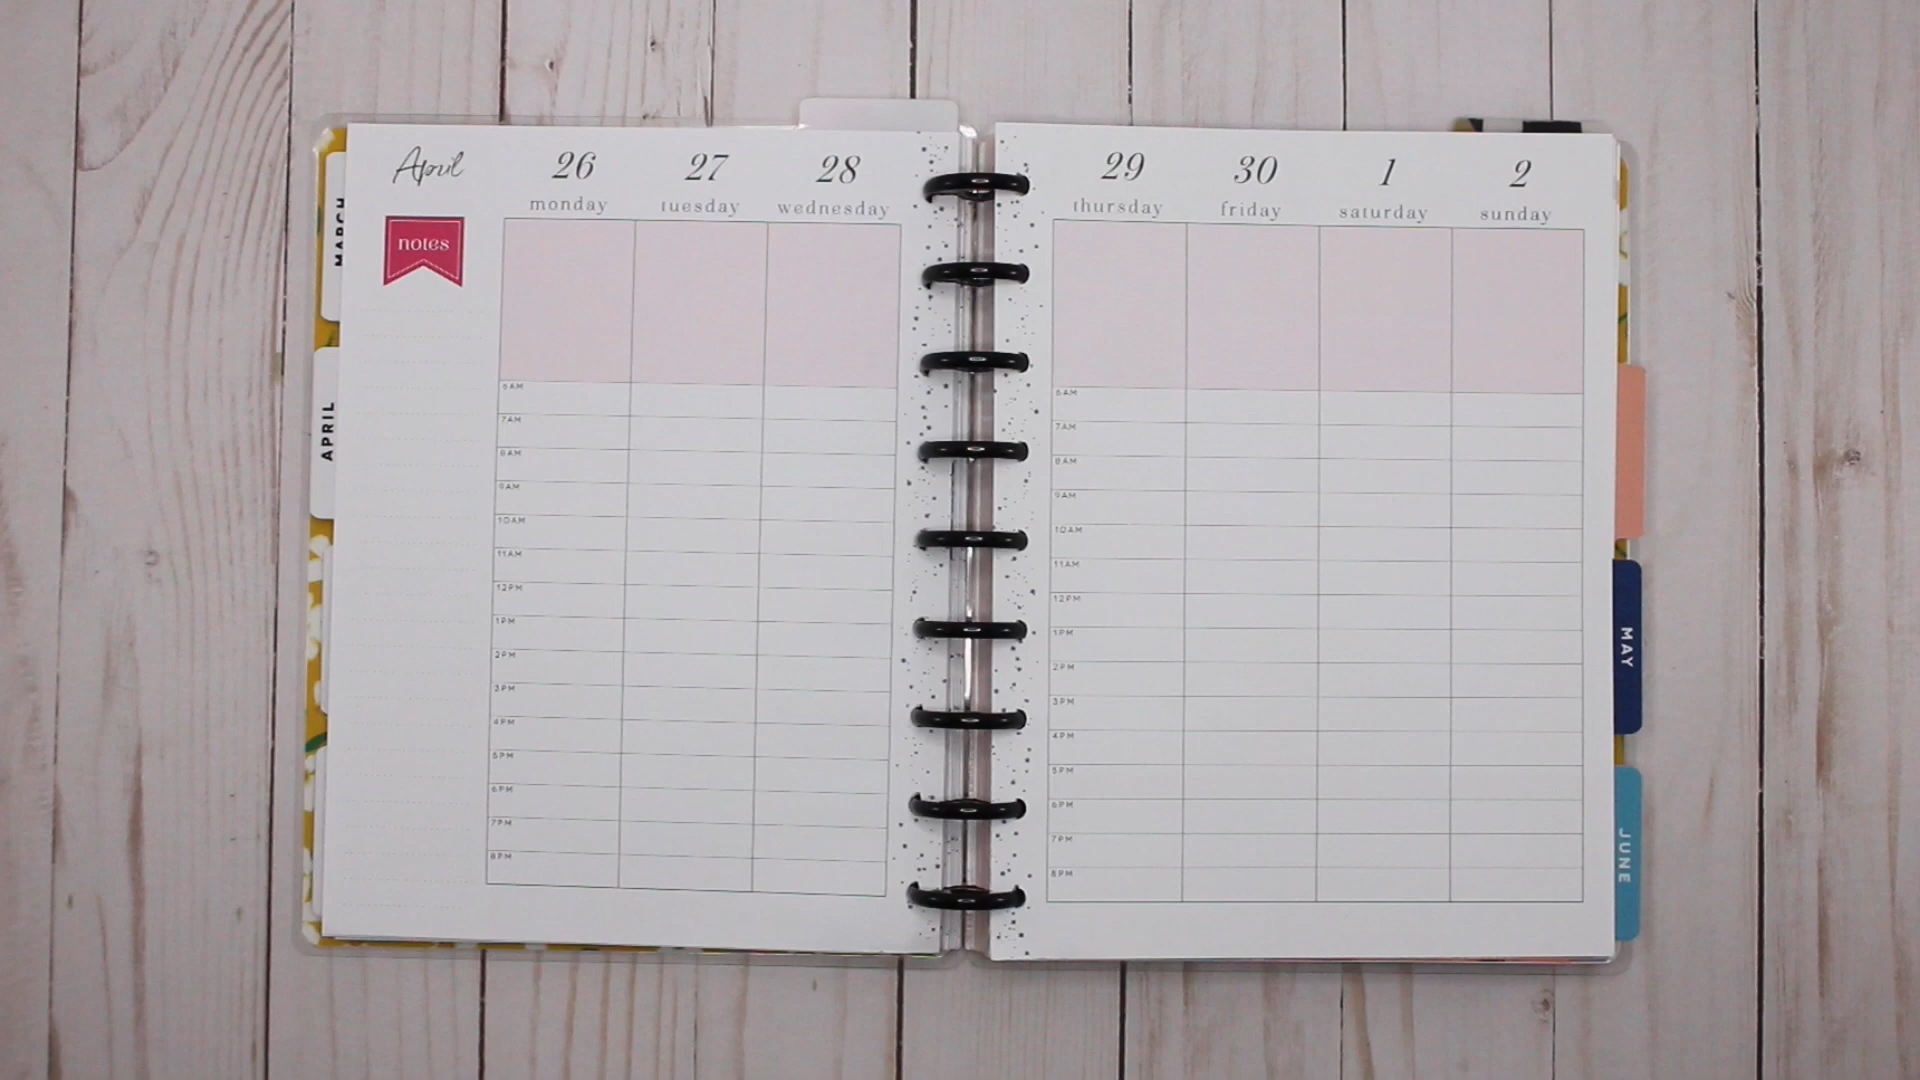 April
26 27 28
monday tuesday wednesday
notes
6AM
7AM
8AM
9AM
10AM
11AM
12PM
1PM
2PM
3PM
4PM
5PM
6PM
7PM
8PM
29 30 1 2
thursday friday saturday sunday
6AM
7AM
8AM
9AM
10AM
11AM
12PM
1PM
2PM
3PM
4PM
5PM
6PM
7PM
8PM
MARCH
APRIL
MAY
JUNE